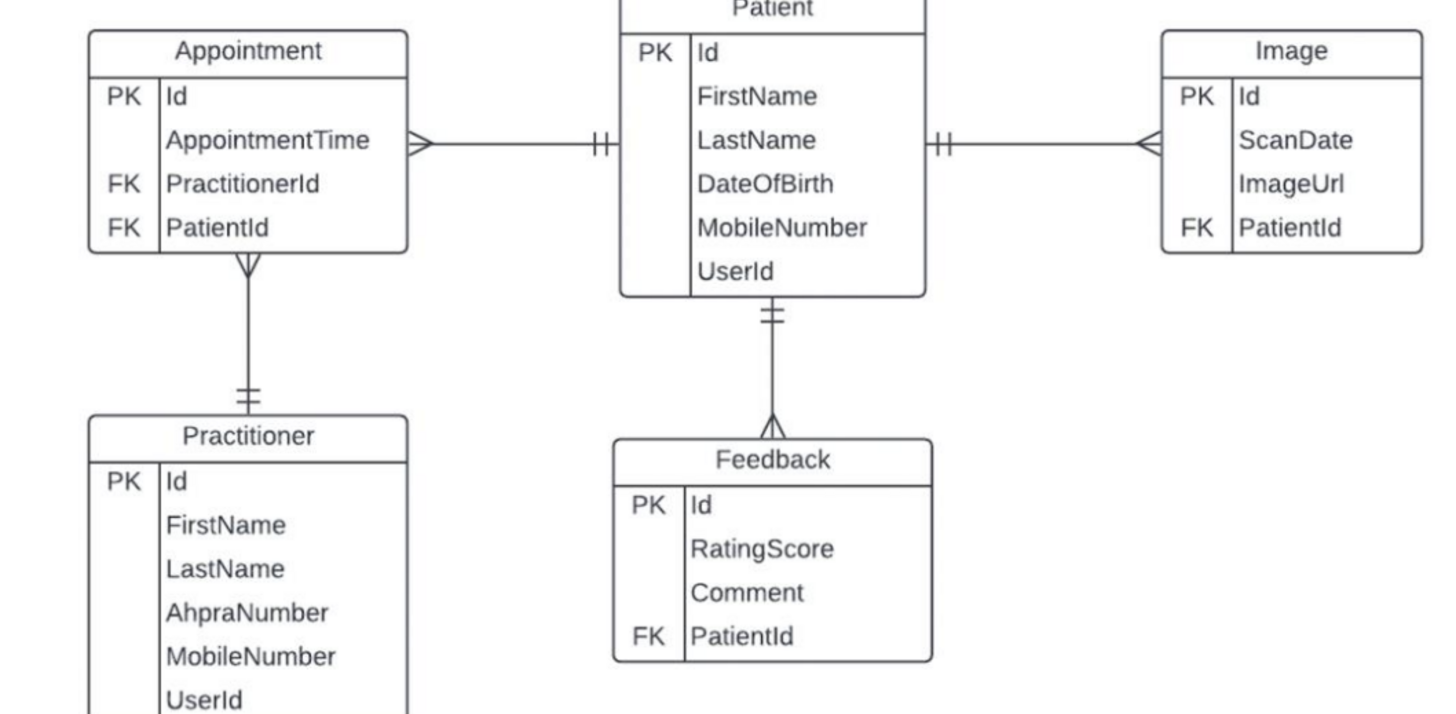 Appointment
PK Id
AppointmentTime
FK PractitionerId
FK PatientId
Patient
PK Id
FirstName
LastName
DateOfBirth
MobileNumber
UserId
Image
PK Id
ScanDate
ImageUrl
FK PatientId
Practitioner
PK Id
FirstName
LastName
AhpraNumber
MobileNumber
UserId
Feedback
PK Id
RatingScore
Comment
FK PatientId